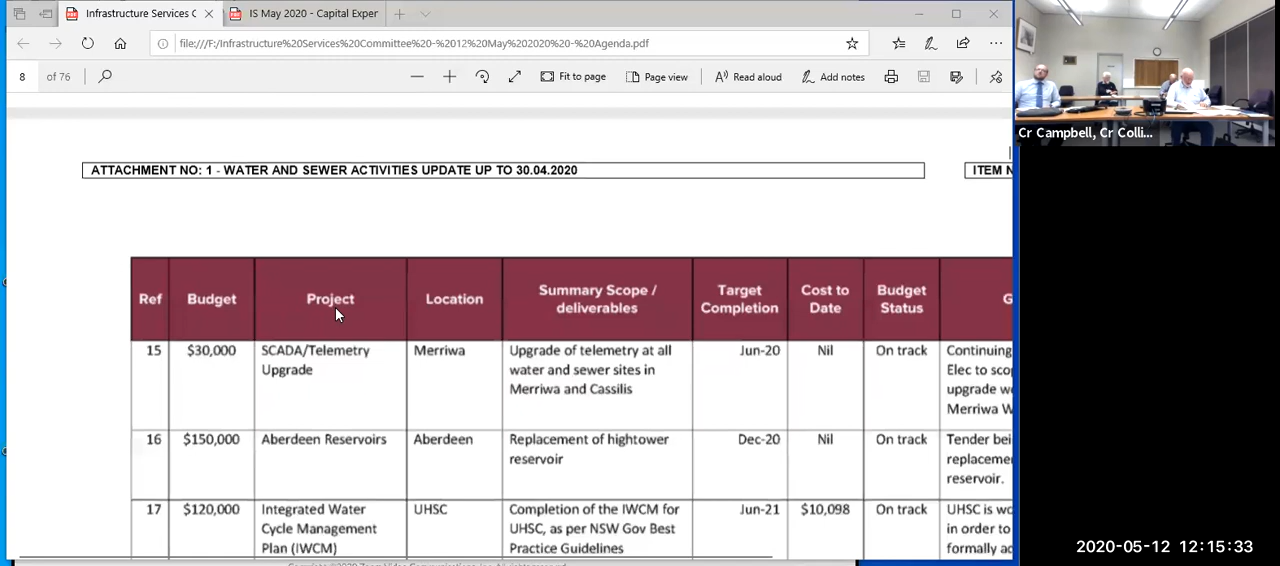 Infrastructure Services C
IS May 2020 - Capital Exper
file:///F:/Infrastructure%20Services%20Committee%20-%2012%20May%202020%20-%20Agenda.pdf
8 of 76
Fit to page
Page view
Read aloud
Add notes
Cr Campbell, Cr Colli...
ATTACHMENT NO: 1 - WATER AND SEWER ACTIVITIES UPDATE UP TO 30.04.2020
ITEM N
Ref Budget Project Location Summary Scope / deliverables Target Completion Cost to Date Budget Status G
15 $30,000 SCADA/Telemetry Merriwa Upgrade of telemetry at all Jun-20 Nil On track Continuing
Upgrade water and sewer sites in Elec to scop
Merriwa and Cassilis upgrade wo
Merriwa W
16 $150,000 Aberdeen Reservoirs Aberdeen Replacement of hightower Dec-20 Nil On track Tender bei
reservoir replaceme
reservoir.
17 $120,000 Integrated Water UHSC Completion of the IWCM for Jun-21 $10,098 On track UHSC is wo
Cycle Management UHSC, as per NSW Gov Best in order to
Plan (IWCM) Practice Guidelines formally ad
2020-05-12 12:15:33